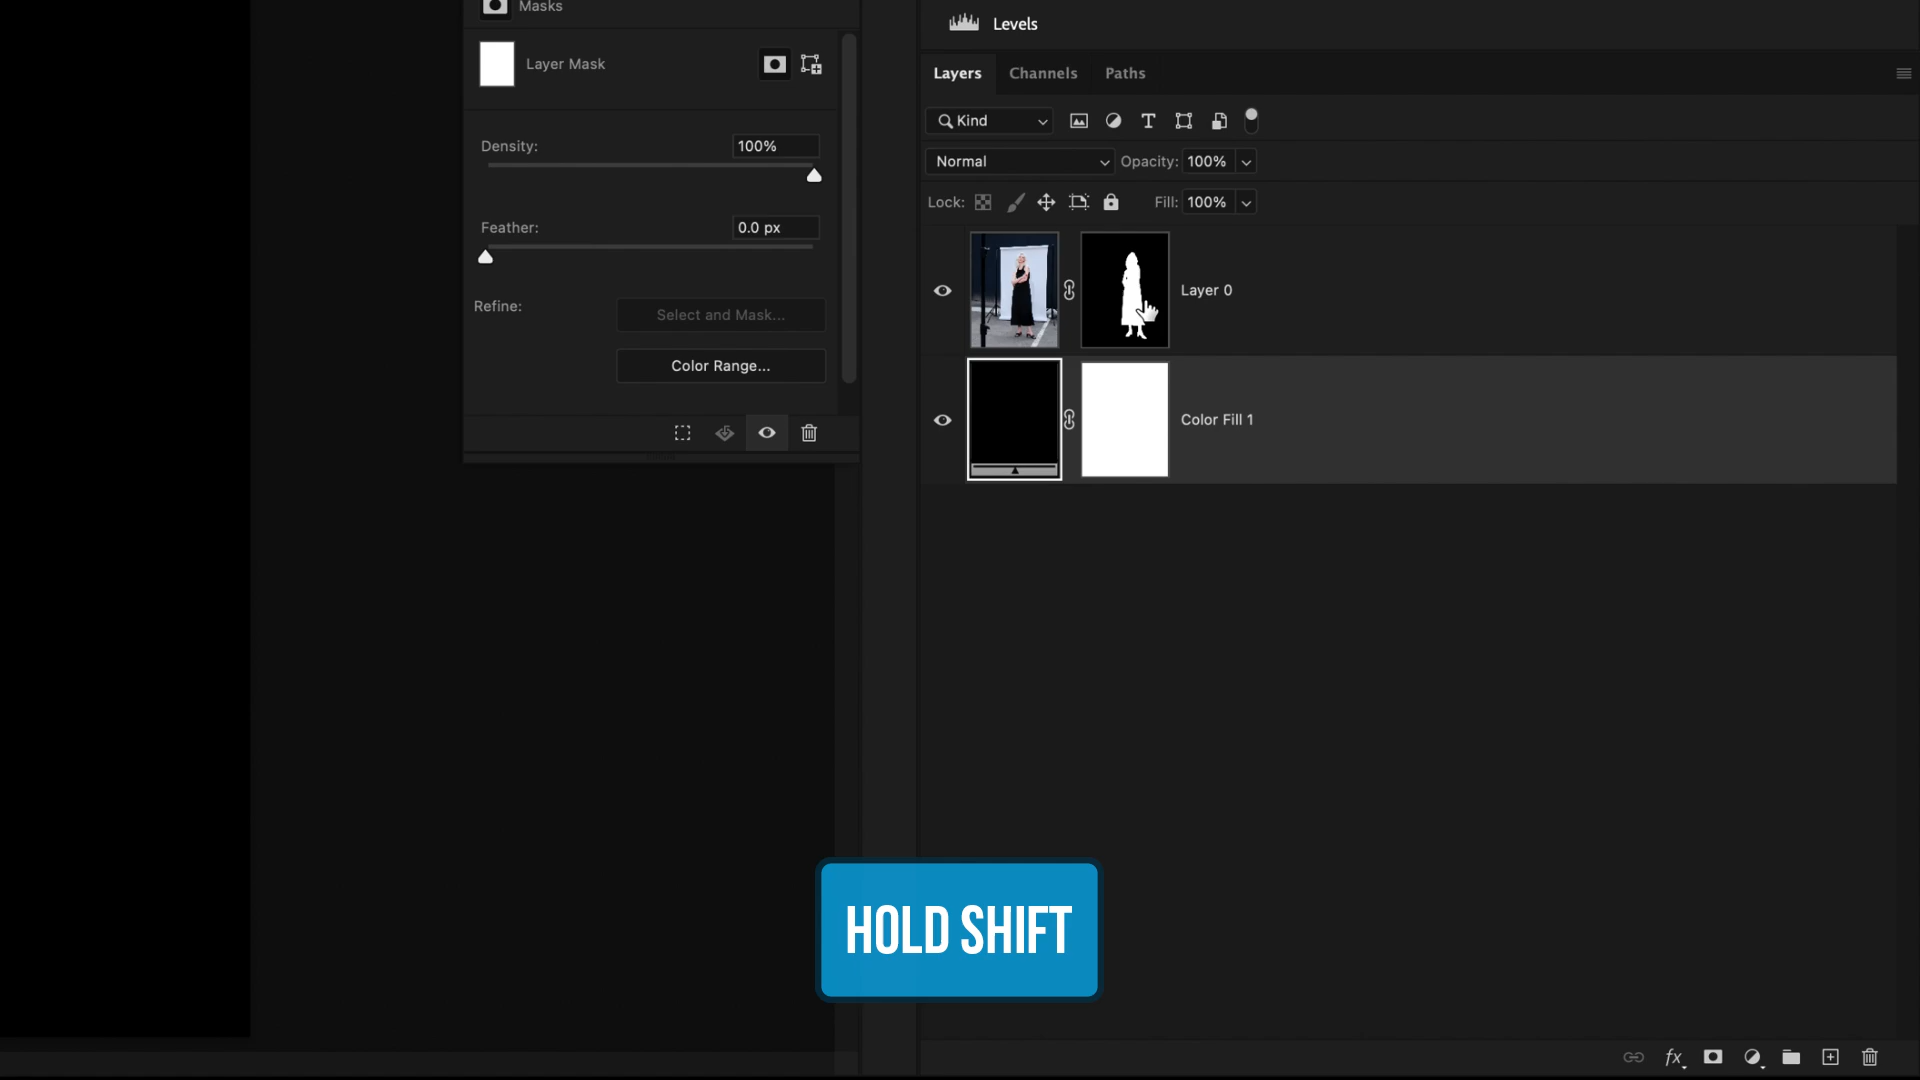 Masks
Layer Mask
Density:
100%
Feather:
0.0 px
Refine:
Select and Mask...
Color Range...
Levels
Layers
Channels
Paths
Kind
Normal
Opacity:
100%
Lock:
Fill:
100%
Layer 0
Color Fill 1
HOLD SHIFT
fx